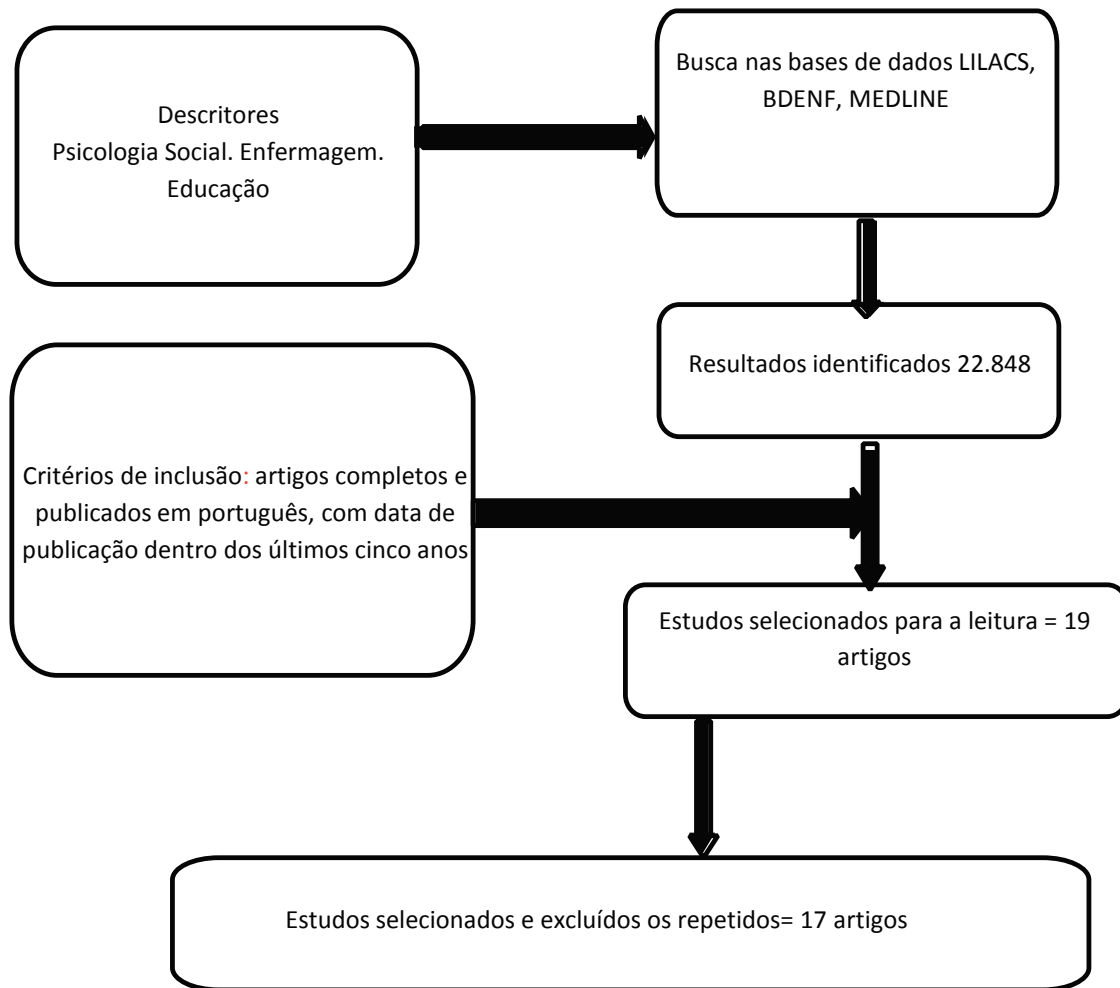 Descritores
Psicologia Social. Enfermagem.
Educação
Busca nas bases de dados LILACS,
BDENF, MEDLINE
Resultados identificados 22.848
Critérios de inclusão: artigos completos e
publicados em português, com data de
publicação dentro dos últimos cinco anos
Estudos selecionados para a leitura = 19
artigos
Estudos selecionados e excluídos os repetidos= 17 artigos